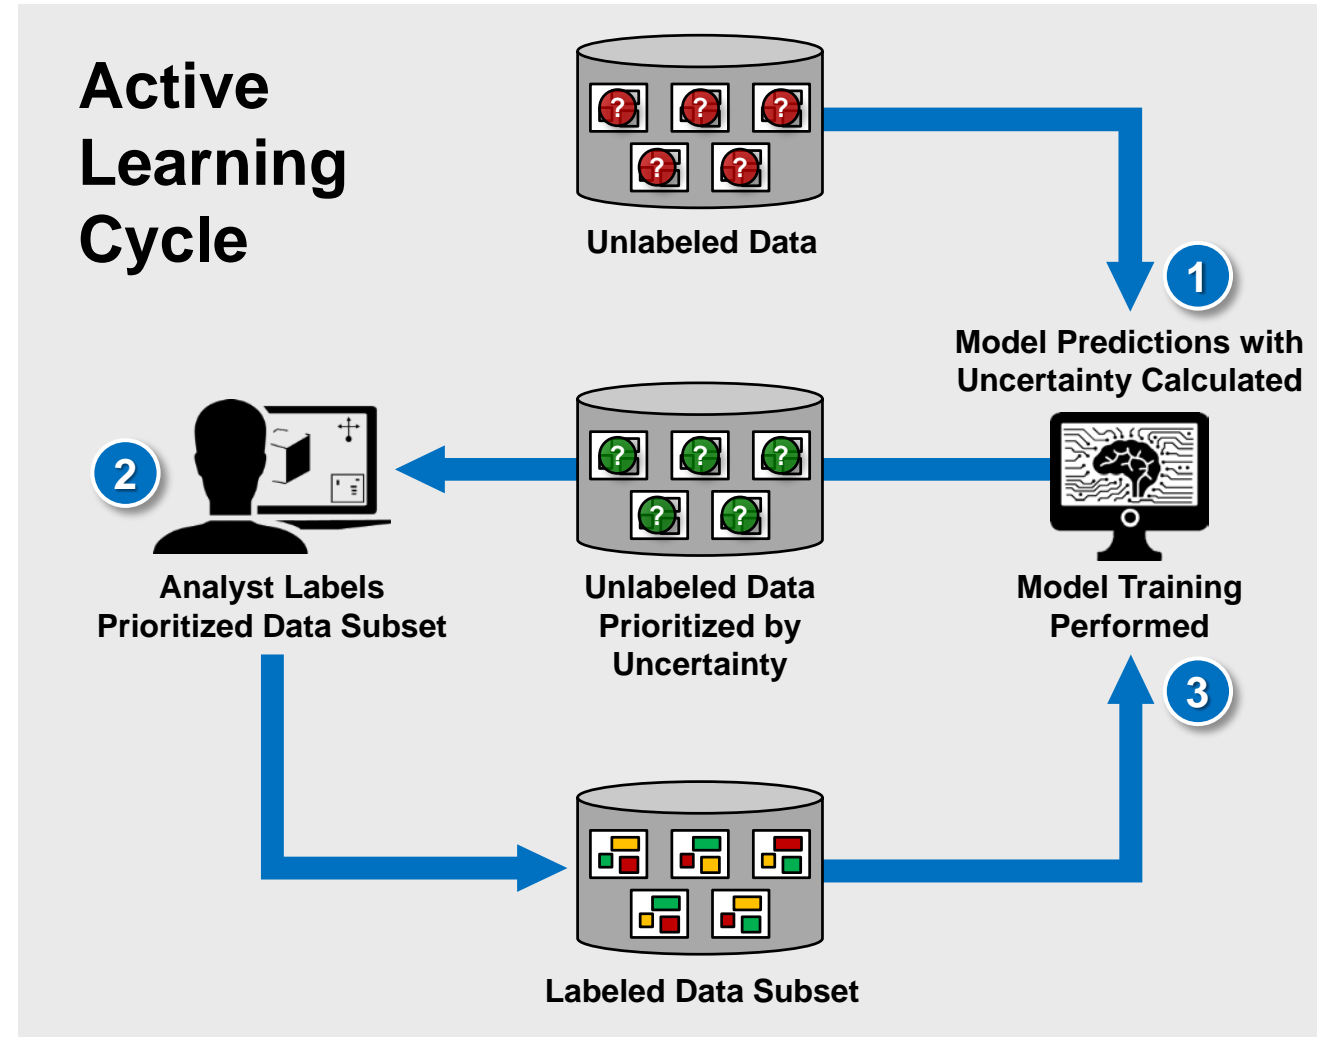 Active
Learning
Cycle
? ? ?
? ?
Unlabeled Data
1
Model Predictions with
Uncertainty Calculated
2
Analyst Labels
Prioritized Data Subset
? ? ?
? ?
Unlabeled Data
Prioritized by
Uncertainty
Model Training
Performed
3
Labeled Data Subset